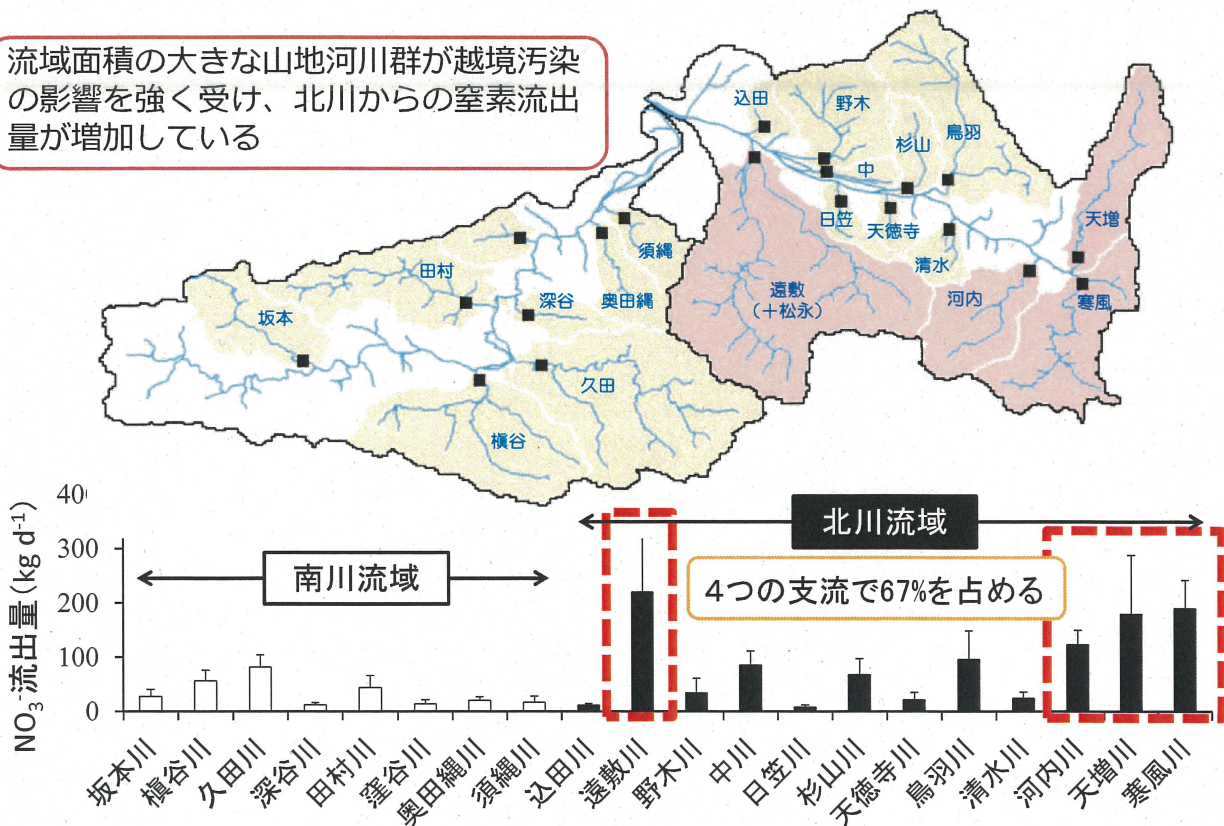 流域面積の大きな山地河川群が越境汚染
の影響を強く受け、北川からの窒素流出
量が増加している
込田
野木
杉山
鳥羽
中
日笠
天徳寺
清水
天増
河内
寒風
遠敷
(十松永)
須縄
奥田縄
田村
深谷
坂本
久田
槇谷
NO₃⁻流出量(kg d⁻¹)
40
300
200
100
0
南川流域
北川流域
4つの支流で67%を占める
坂本川
槇谷川
久田川
深谷川
田村川
窪谷川
奥田縄川
須縄川
込田川
遠敷川
野木川
中川
日笠川
杉山川
天徳寺川
鳥羽川
清水川
河内川
天増川
寒風川